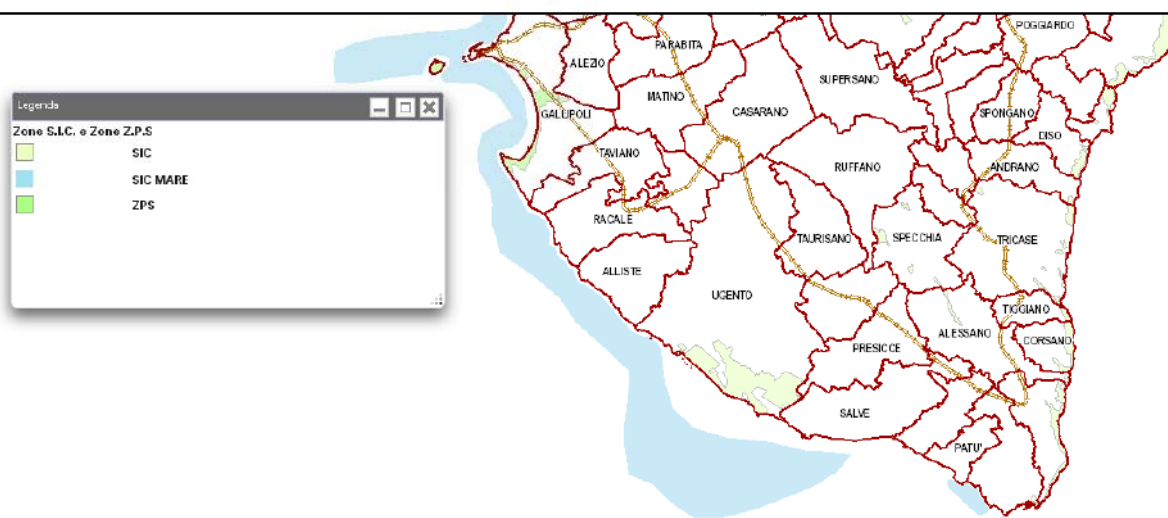 POGGIARDO
PARABITA
ALEZIO
SUPERSANO
MATINO
CASARANO
GALLIPOLI
SPONGANO
DISO
TAVIANO
RUFFANO
ANDRANO
RACALE
TAURISANO
SPECCHIA
TRICASE
ALLISTE
UGENTO
TIGGIANO
ALESSANO
CORSANO
PRESICCE
SALVE
PATU'
Legenda
Zone S.I.C. e Zone Z.P.S
SIC
SIC MARE
ZPS